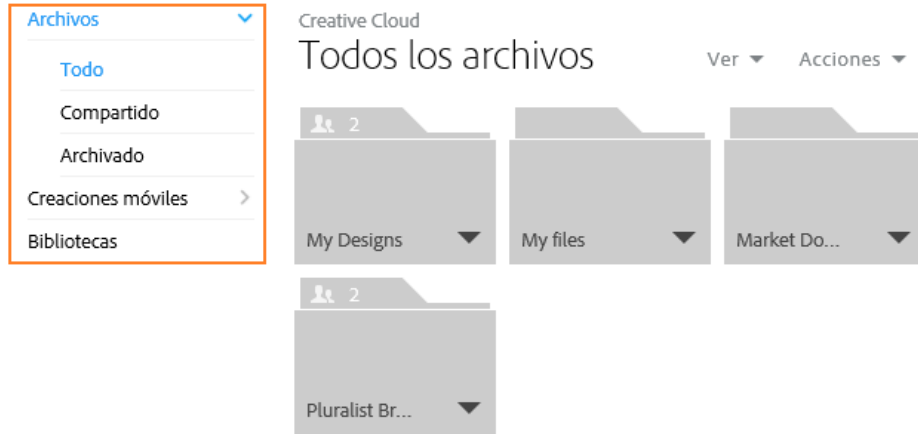 Archivos
Todo
Compartido
Archivado
Creaciones móviles
Bibliotecas
Creative Cloud
Todos los archivos
Ver
Acciones
2
My Designs
My files
Market Do...
2
Pluralist Br...